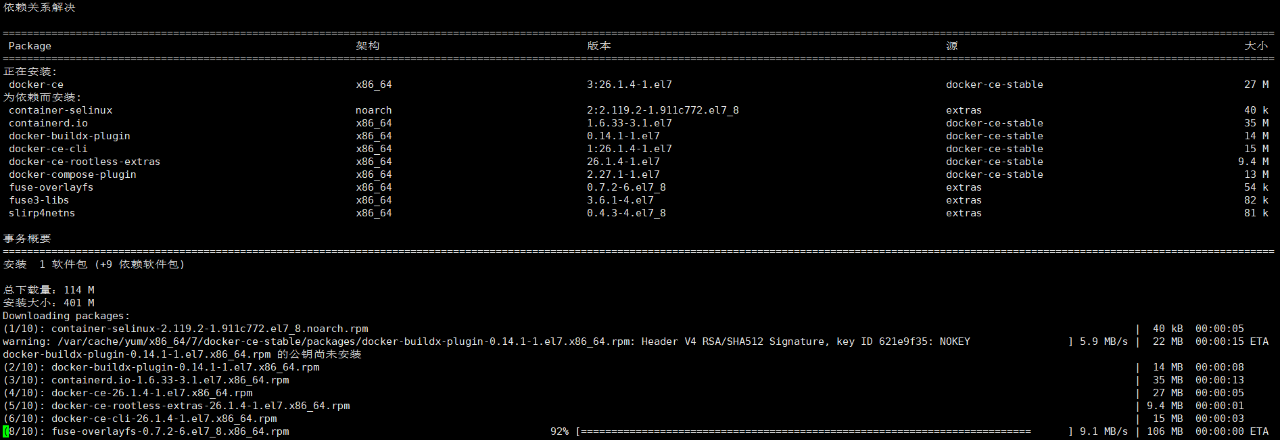 依赖关系解决
================================================================================
Package 架构 版本 源 大小
================================================================================
正在安装:
docker-ce x86_64 3:26.1.4-1.el7 docker-ce-stable 27 M
为依赖而安装:
container-selinux noarch 2:2.119.2-1.911c772.el7_8 extras 40 k
containerd.io x86_64 1.6.33-3.1.el7 docker-ce-stable 35 M
docker-buildx-plugin x86_64 0.14.1-1.el7 docker-ce-stable 14 M
docker-ce-cli x86_64 1:26.1.4-1.el7 docker-ce-stable 15 M
docker-ce-rootless-extras x86_64 26.1.4-1.el7 docker-ce-stable 9.4 M
docker-compose-plugin x86_64 2.27.1-1.el7 docker-ce-stable 13 M
fuse-overlayfs x86_64 0.7.2-6.el7_8 extras 54 k
fuse3-libs x86_64 3.6.1-4.el7 extras 82 k
slirp4netns x86_64 0.4.3-4.el7_8 extras 81 k
事务概要
================================================================================
安装 1 软件包 (+9 依赖软件包)
总下载量：114 M
安装大小：401 M
Downloading packages:
(1/10): container-selinux-2.119.2-1.911c772.el7_8.noarch.rpm | 40 kB 00:00:05
warning: /var/cache/yum/x86_64/7/docker-ce-stable/packages/docker-buildx-plugin-0.14.1-1.el7.x86_64.rpm: Header V4 RSA/SHA512 Signature, key ID 621e9f35: NOKEY ] 5.9 MB/s | 22 MB 00:00:15 ETA
docker-buildx-plugin-0.14.1-1.el7.x86_64.rpm 的公钥尚未安装
(2/10): docker-buildx-plugin-0.14.1-1.el7.x86_64.rpm | 14 MB 00:00:08
(3/10): containerd.io-1.6.33-3.1.el7.x86_64.rpm | 35 MB 00:00:13
(4/10): docker-ce-26.1.4-1.el7.x86_64.rpm | 27 MB 00:00:05
(5/10): docker-ce-rootless-extras-26.1.4-1.el7.x86_64.rpm | 9.4 MB 00:00:01
(6/10): docker-ce-cli-26.1.4-1.el7.x86_64.rpm | 15 MB 00:00:03
(8/10): fuse-overlayfs-0.7.2-6.el7_8.x86_64.rpm 92% [=========================================================================== ] 9.1 MB/s | 106 MB 00:00:00 ETA